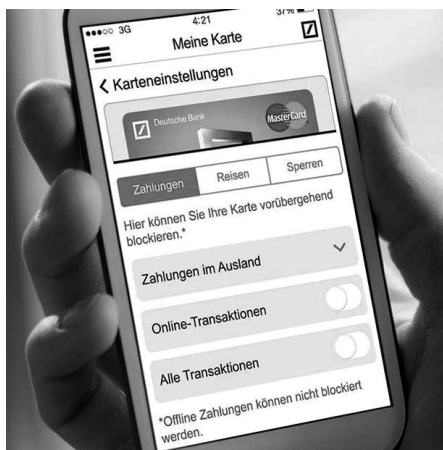 3G 4:21 37%
Meine Karte
Karteneinstellungen
Deutsche Bank MasterCard
Zahlungen Reisen Sperren
Hier können Sie Ihre Karte vorübergehend
blockieren.*
Zahlungen im Ausland
Online-Transaktionen
Alle Transaktionen
*Offline Zahlungen können nicht blockiert
werden.